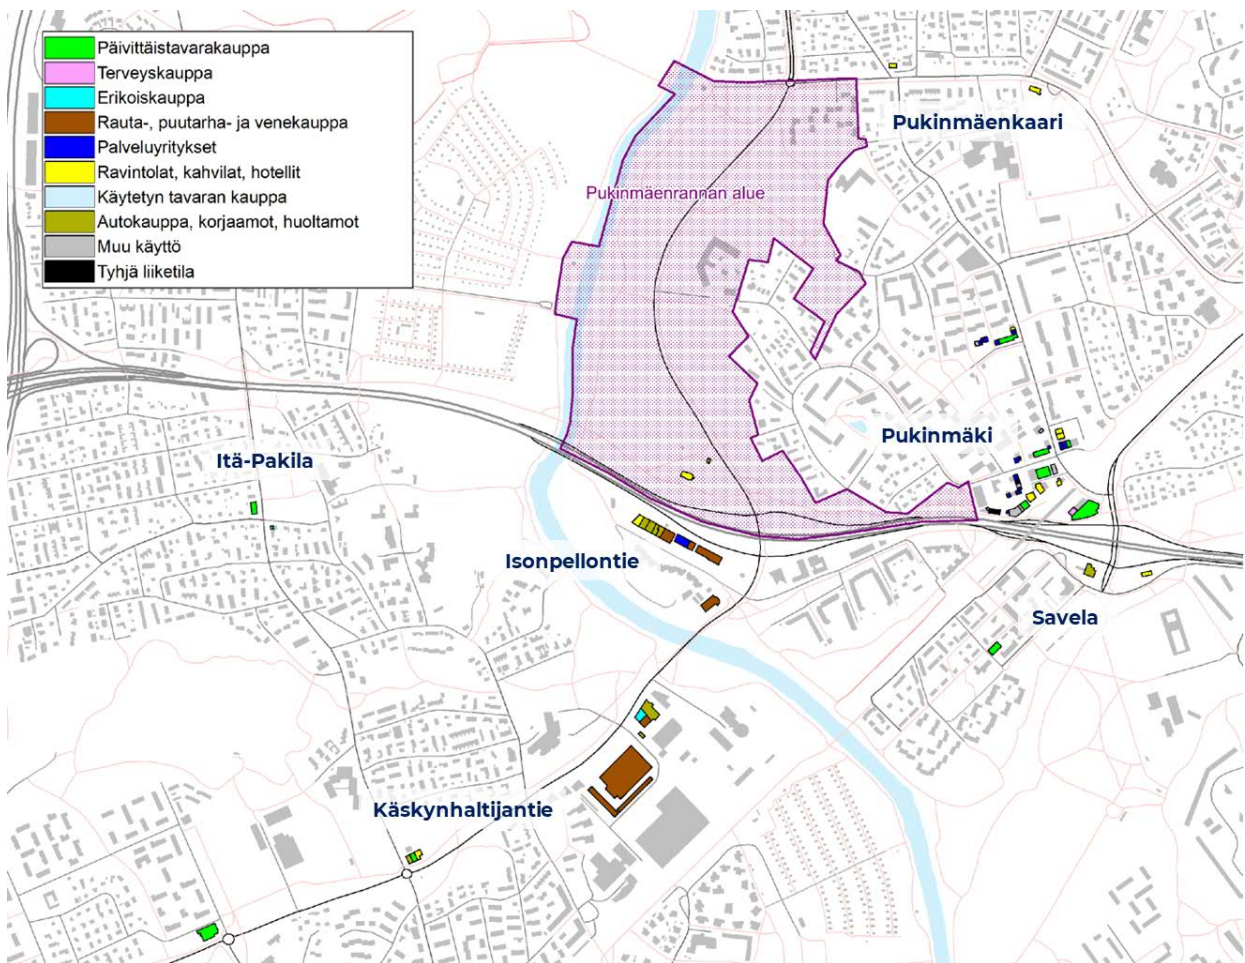 Päivittäistavarakauppa
Terveyskauppa
Erikoiskauppa
Rauta-, puutarha- ja venekauppa
Palveluyritykset
Ravintolat, kahvilat, hotellit
Käytetyn tavaran kauppa
Autokauppa, korjaamot, huoltamot
Muu käyttö
Tyhjä liiketila
Pukinmäenkaari
Pukinmäenrannan alue
Pukinmäki
Itä-Pakila
Isonpellontie
Savela
Käskynhaltijantie